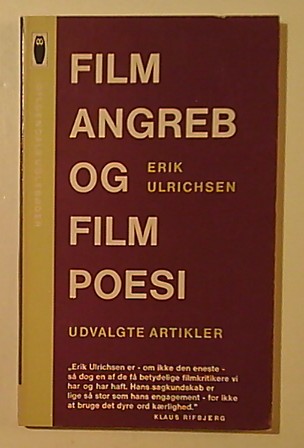 8
FILM
ANGREB
OG
ERIK
ULRICHSEN
FILM
POESI
UDVALGTE ARTIKLER
„Erik Ulrichsen er - om ikke den eneste -
så dog en af de få betydelige filmkritikere vi
har og har haft. Hans sagkundskab er
lige så stor som hans engagement - for ikke
at bruge det dyre ord kærlighed."
KLAUS RIFBJERG